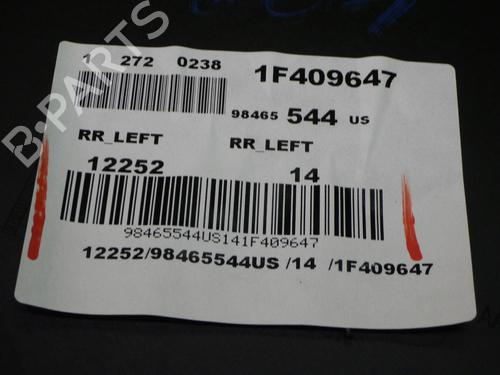 1 272 0238 1F409647
98465 544 US
RR_LEFT RR_LEFT
12252 14
98465544US141F409647
12252/98465544US /14 /1F409647
B-PARTS